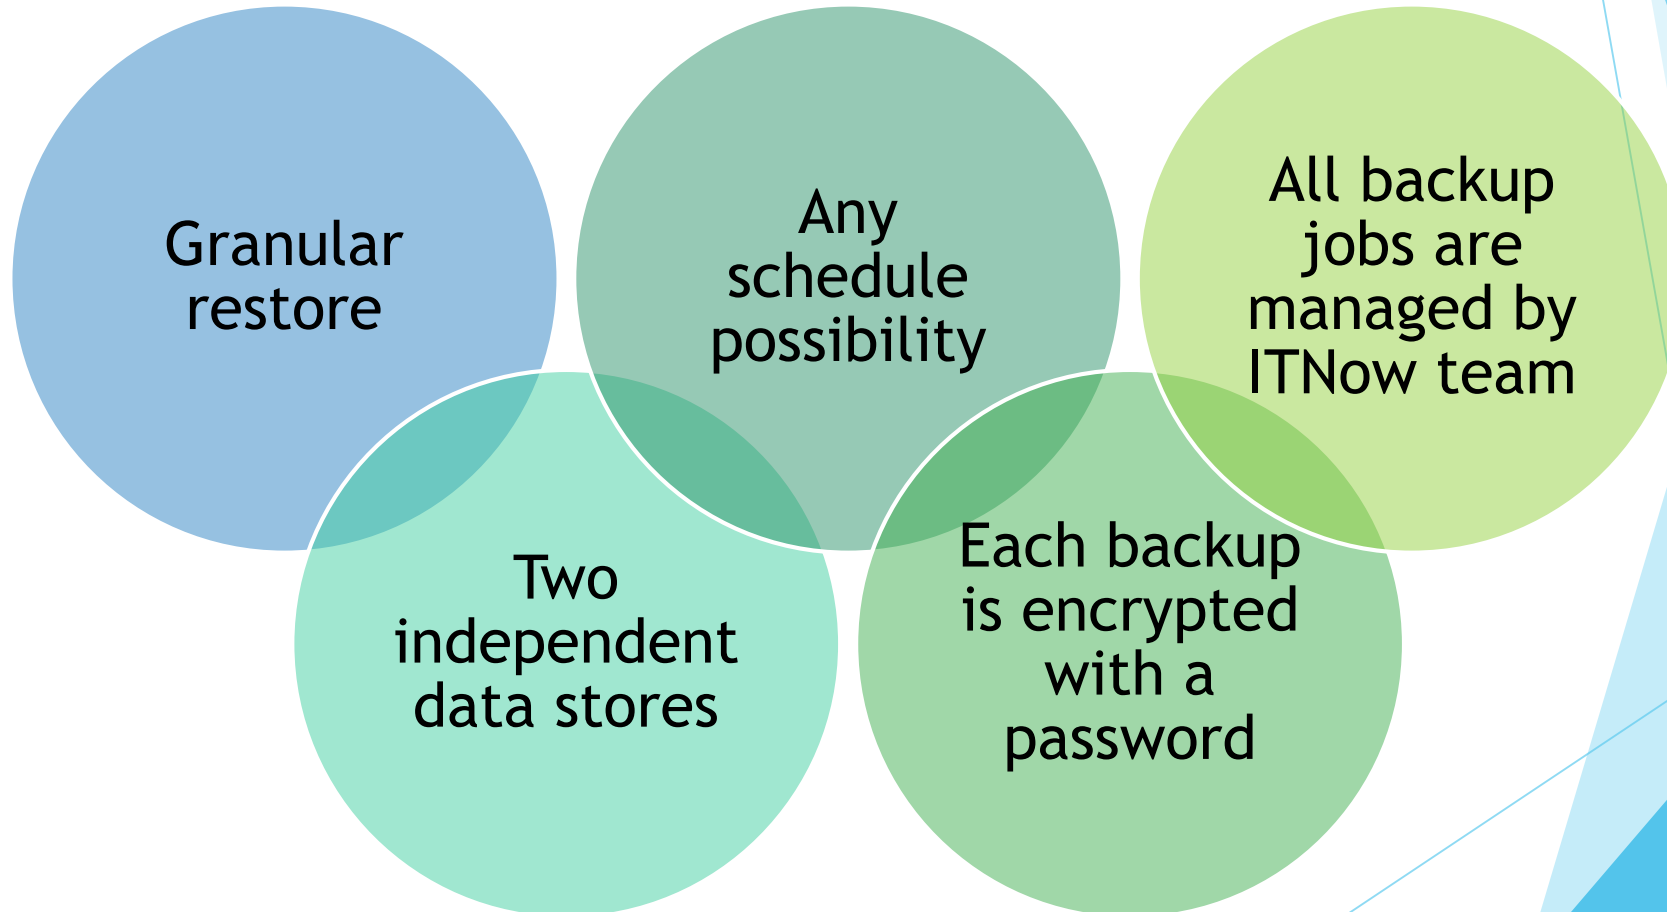 Granular
restore
Two
independent
data stores
Any
schedule
possibility
Each backup
is encrypted
with a
password
All backup
jobs are
managed by
ITNow team